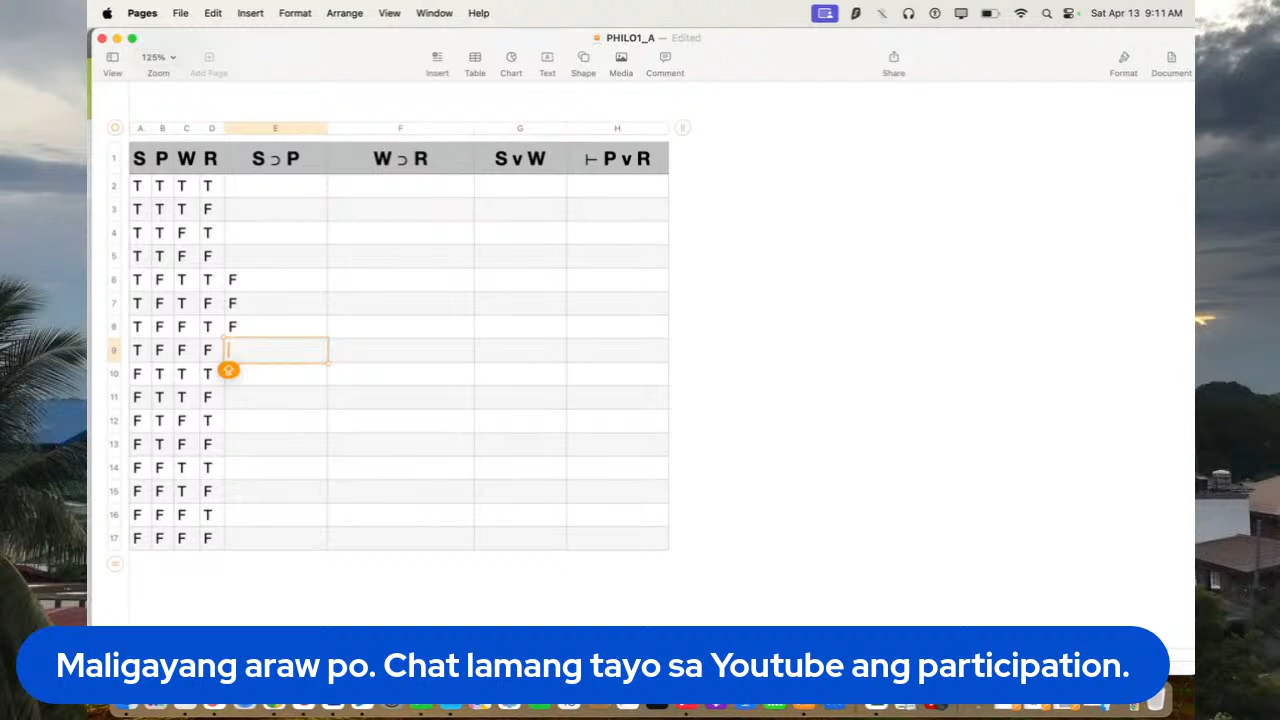 Pages File Edit Insert Format Arrange View Window Help Sat Apr 13 9:11 AM
PHILO1_A — Edited
125%
View Zoom Add Page Insert Table Chart Text Shape Media Comment Share Format Document
A B C D E F G H
1 S P W R S ⊃ P W ⊃ R S v W ⊢ P v R
2 T T T T
3 T T T F
4 T T F T
5 T T F F
6 T F T T F
7 T F T F F
8 T F F T F
9 T F F F
10 F T T T
11 F T T F
12 F T F T
13 F T F F
14 F F T T
15 F F T F
16 F F F T
17 F F F F
Maligayang araw po. Chat lamang tayo sa Youtube ang participation.